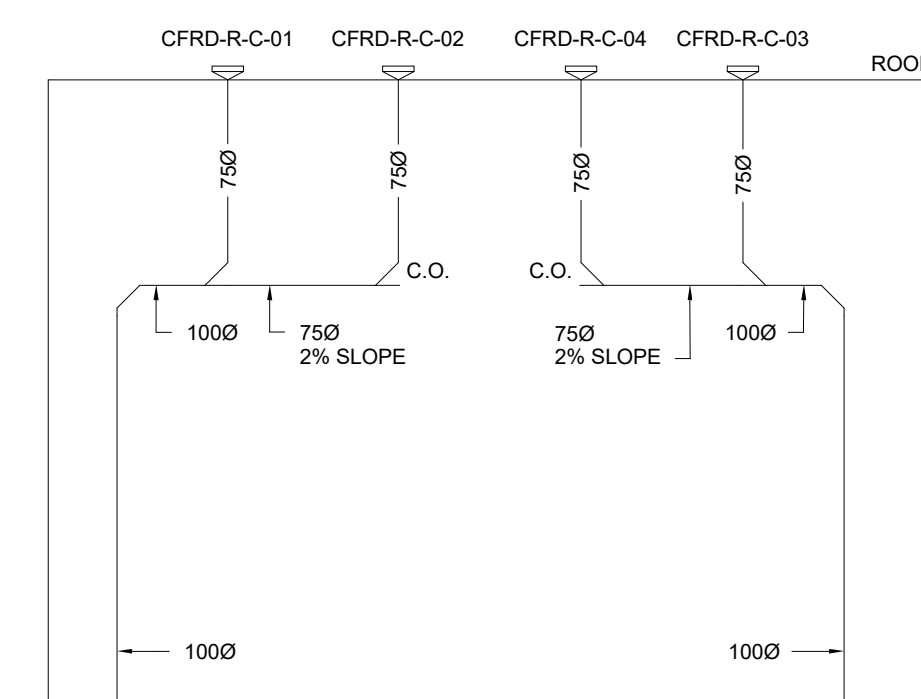 CFRD-R-C-01
CFRD-R-C-02
CFRD-R-C-04
CFRD-R-C-03
75Ø
75Ø
75Ø
75Ø
C.O.
C.O.
100Ø
75Ø
2% SLOPE
75Ø
2% SLOPE
100Ø
100Ø
100Ø